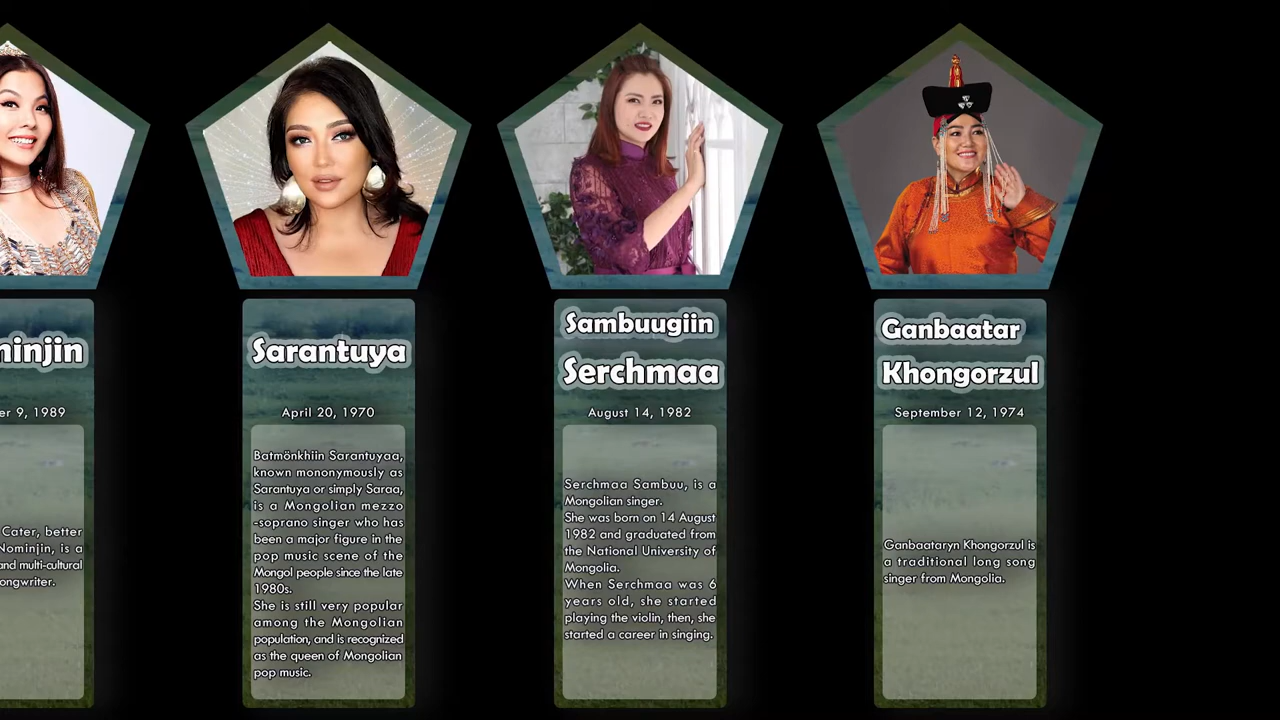 minjin
er 9, 1989
Cater, better
Nominjin, is a
and multi-cultural
ongwriter.
Sarantuya
April 20, 1970
Batmönkhiin Sarantuyaa,
known mononymously as
Sarantuya or simply Saraa,
is a Mongolian mezzo
-soprano singer who has
been a major figure in the
pop music scene of the
Mongol people since the late
1980s.
She is still very popular
among the Mongolian
population, and is recognized
as the queen of Mongolian
pop music.
Sambuugiin
Serchmaa
August 14, 1982
Serchmaa Sambuu, is a
Mongolian singer.
She was born on 14 August
1982 and graduated from
the National University of
Mongolia.
When Serchmaa was 6
years old, she started
playing the violin, then, she
started a career in singing.
Ganbaatar
Khongorzul
September 12, 1974
Ganbaataryn Khongorzul is
a traditional long song
singer from Mongolia.